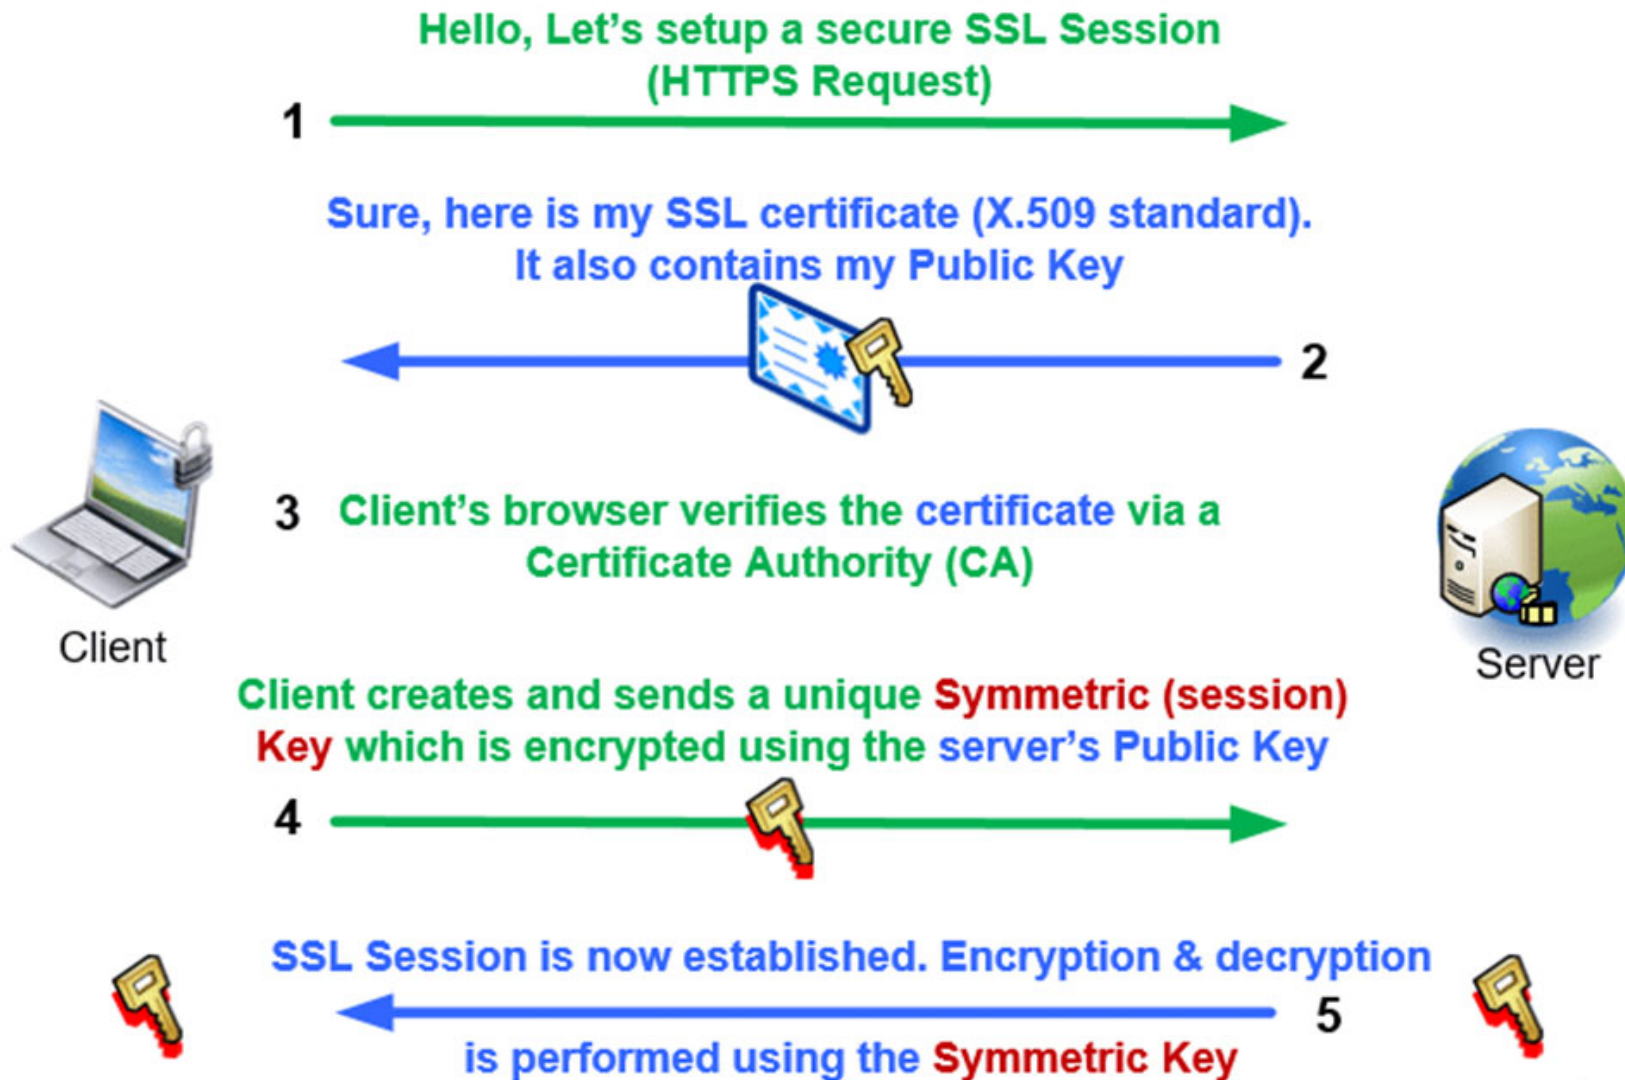 Hello, Let's setup a secure SSL Session
(HTTPS Request)
1
Sure, here is my SSL certificate (X.509 standard).
It also contains my Public Key
2
3 Client's browser verifies the certificate via a
Certificate Authority (CA)
Client
Server
Client creates and sends a unique Symmetric (session)
Key which is encrypted using the server's Public Key
4
SSL Session is now established. Encryption & decryption
5
is performed using the Symmetric Key